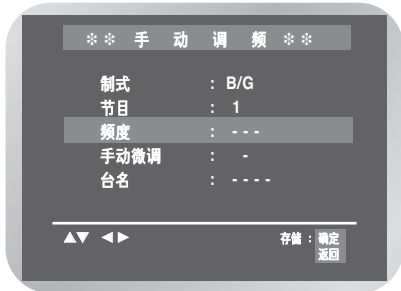 ❊❊ 手 动 调 频 ❊❊
制式 : B/G
节目 : 1
频度 : - - -
手动微调 : -
台名 : - - - -
▲▼ ◀▶ 存储 : 确定
返回